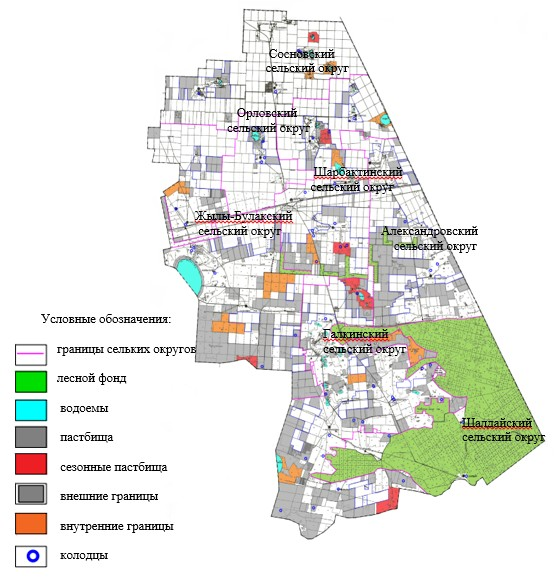 Сосновский
сельский округ
Орловский
сельский округ
Шарбактинский
сельский округ
Жылы-Булакский
сельский округ
Александровский
сельский округ
Галкинский
сельский округ
Шалдайский
сельский округ
Условные обозначения:
границы сельких округов
лесной фонд
водоемы
пастбища
сезонные пастбища
внешние границы
внутренние границы
колодцы